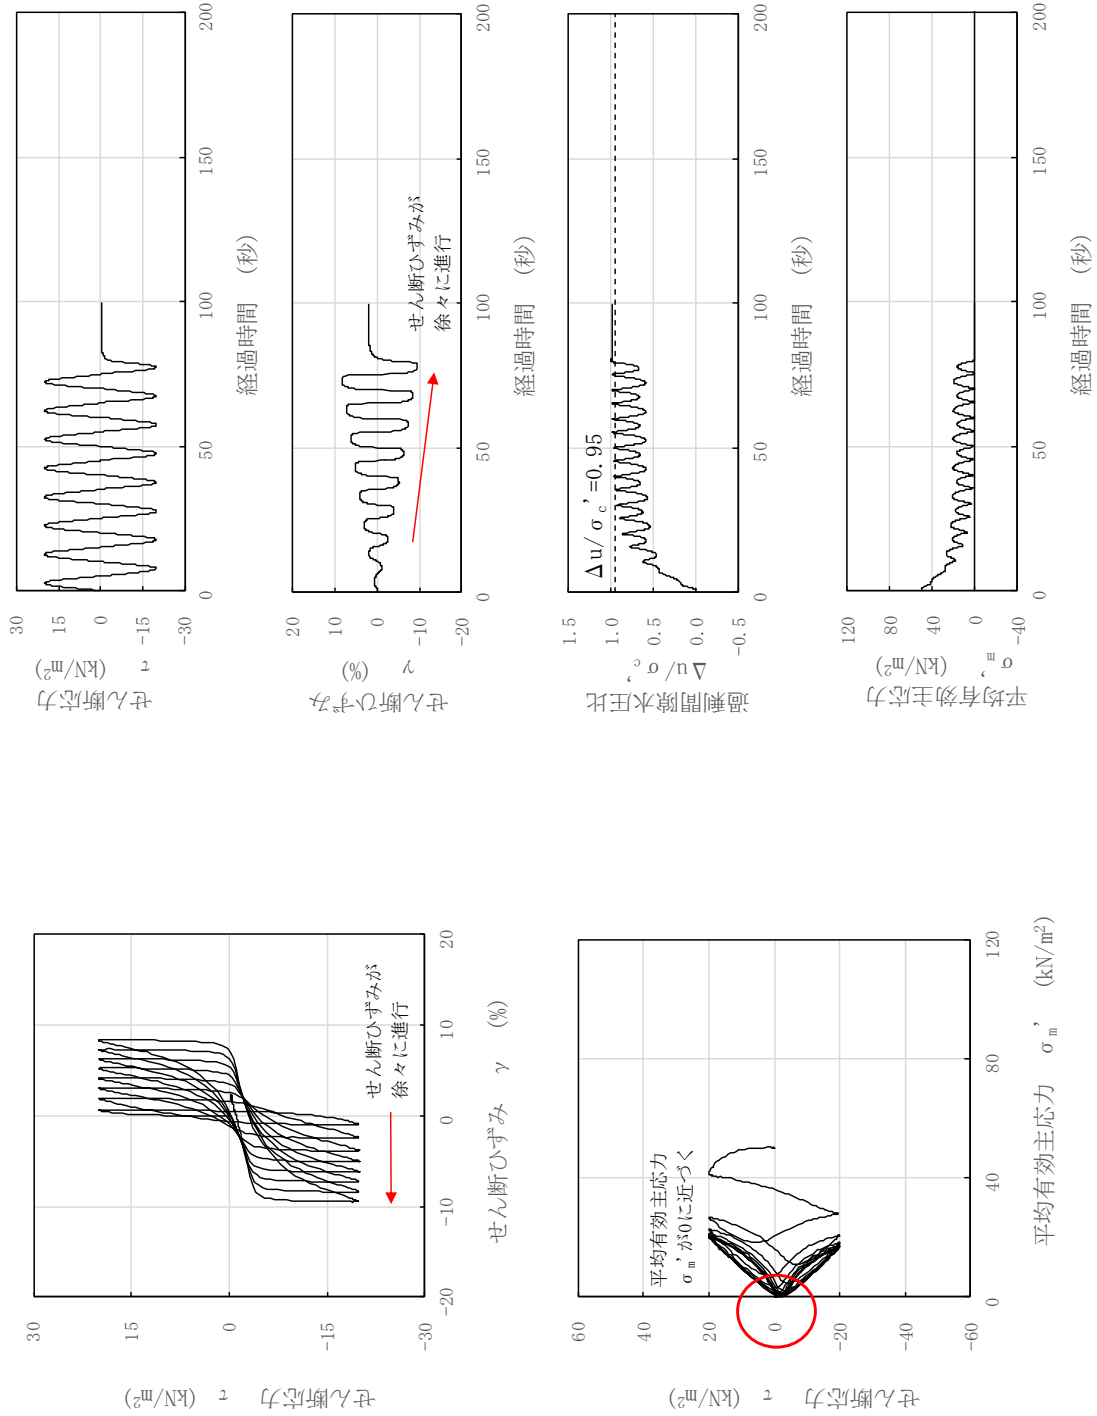 せん断応力 τ (kN/m²)
30
15
0
-15
-30
-20
-10
0
10
20
せん断ひずみ γ (%)
せん断ひずみが
徐々に進行
せん断応力 τ (kN/m²)
60
40
20
0
-20
-40
-60
0
40
80
120
平均有効主応力 σm' (kN/m²)
平均有効主応力
σm'が0に近づく
せん断応力
τ (kN/m²)
30
15
0
-15
-30
0
50
100
150
200
経過時間 (秒)
せん断ひずみ
γ (%)
20
10
0
-10
-20
0
50
100
150
200
経過時間 (秒)
せん断ひずみが
徐々に進行
過剰間隙水圧比
Δu/σc'
1.5
1.0
0.5
0.0
-0.5
Δu/σc'=0.95
0
50
100
150
200
経過時間 (秒)
平均有効主応力
σm' (kN/m²)
120
80
40
0
-40
0
50
100
150
200
経過時間 (秒)